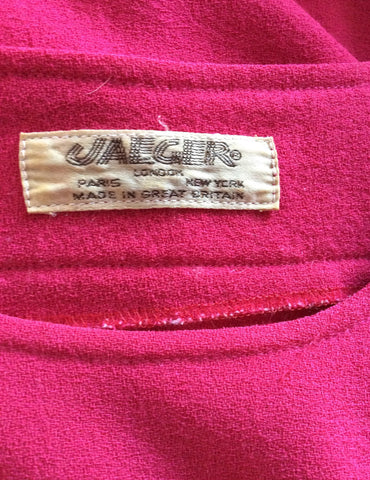 JAEGER®
LONDON
PARIS NEW YORK
MADE IN GREAT BRITAIN